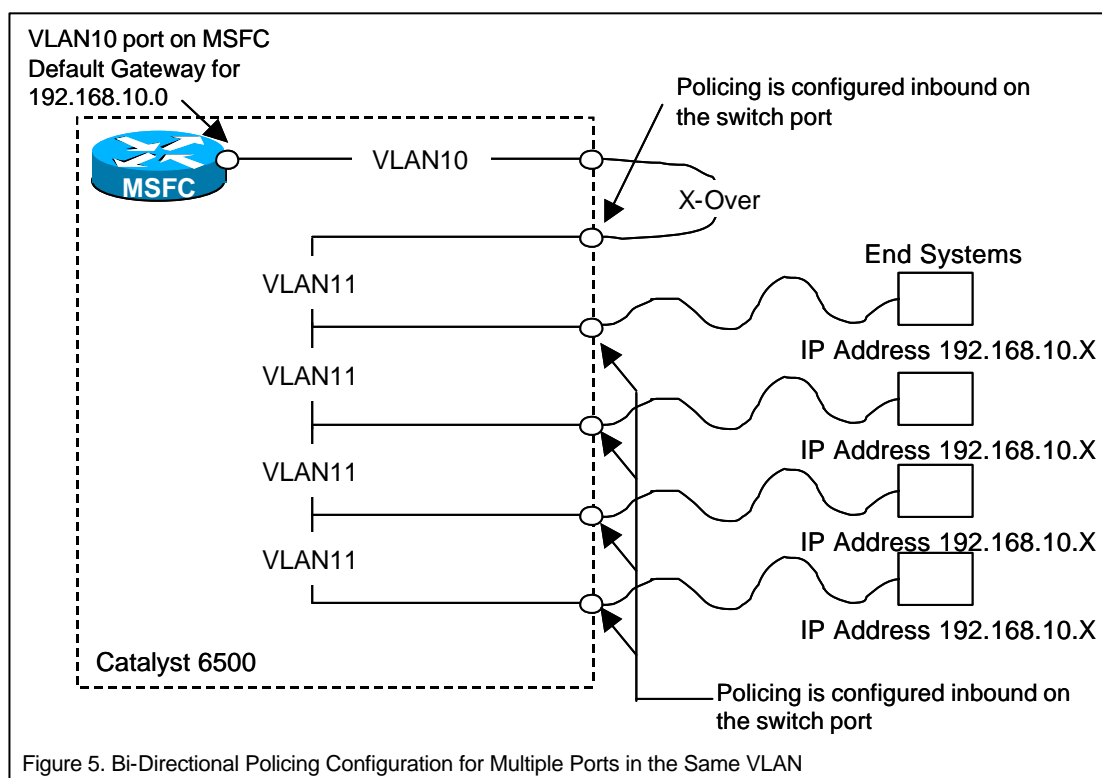 VLAN10 port on MSFC
Default Gateway for
192.168.10.0
Policing is configured inbound on
the switch port
MSFC
VLAN10
X-Over
End Systems
VLAN11
IP Address 192.168.10.X
VLAN11
IP Address 192.168.10.X
VLAN11
IP Address 192.168.10.X
VLAN11
IP Address 192.168.10.X
Catalyst 6500
Policing is configured inbound on
the switch port
Figure 5. Bi-Directional Policing Configuration for Multiple Ports in the Same VLAN